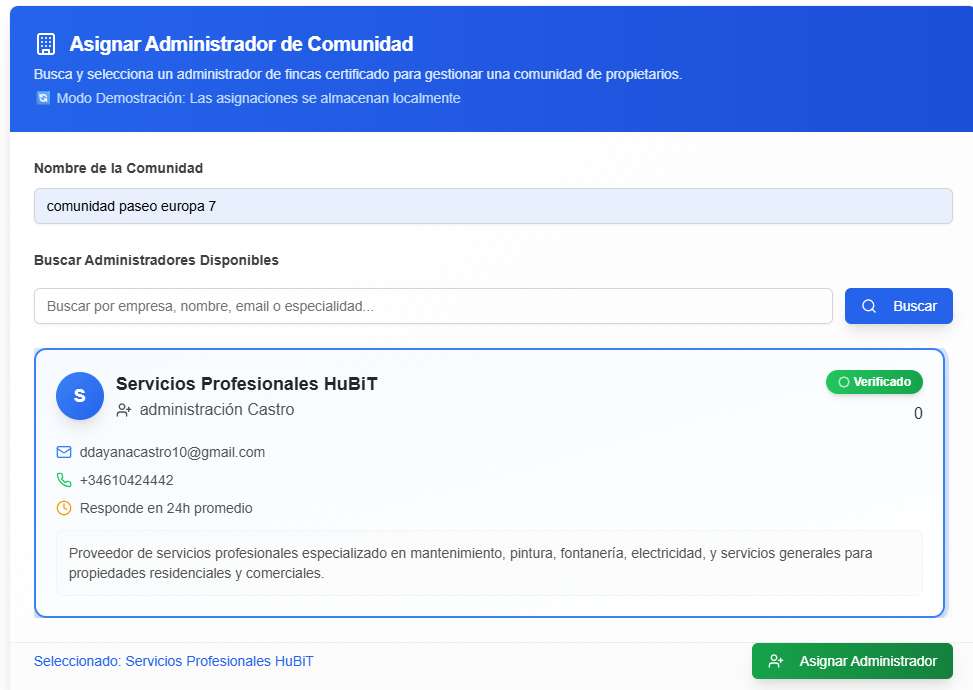 Asignar Administrador de Comunidad
Busca y selecciona un administrador de fincas certificado para gestionar una comunidad de propietarios.
Modo Demostración: Las asignaciones se almacenan localmente
Nombre de la Comunidad
comunidad paseo europa 7
Buscar Administradores Disponibles
Buscar por empresa, nombre, email o especialidad...
Buscar
S
Servicios Profesionales HuBiT
Verificado
administración Castro
0
ddayanacastro10@gmail.com
+34610424442
Responde en 24h promedio
Proveedor de servicios profesionales especializado en mantenimiento, pintura, fontanería, electricidad, y servicios generales para
propiedades residenciales y comerciales.
Seleccionado: Servicios Profesionales HuBiT
Asignar Administrador